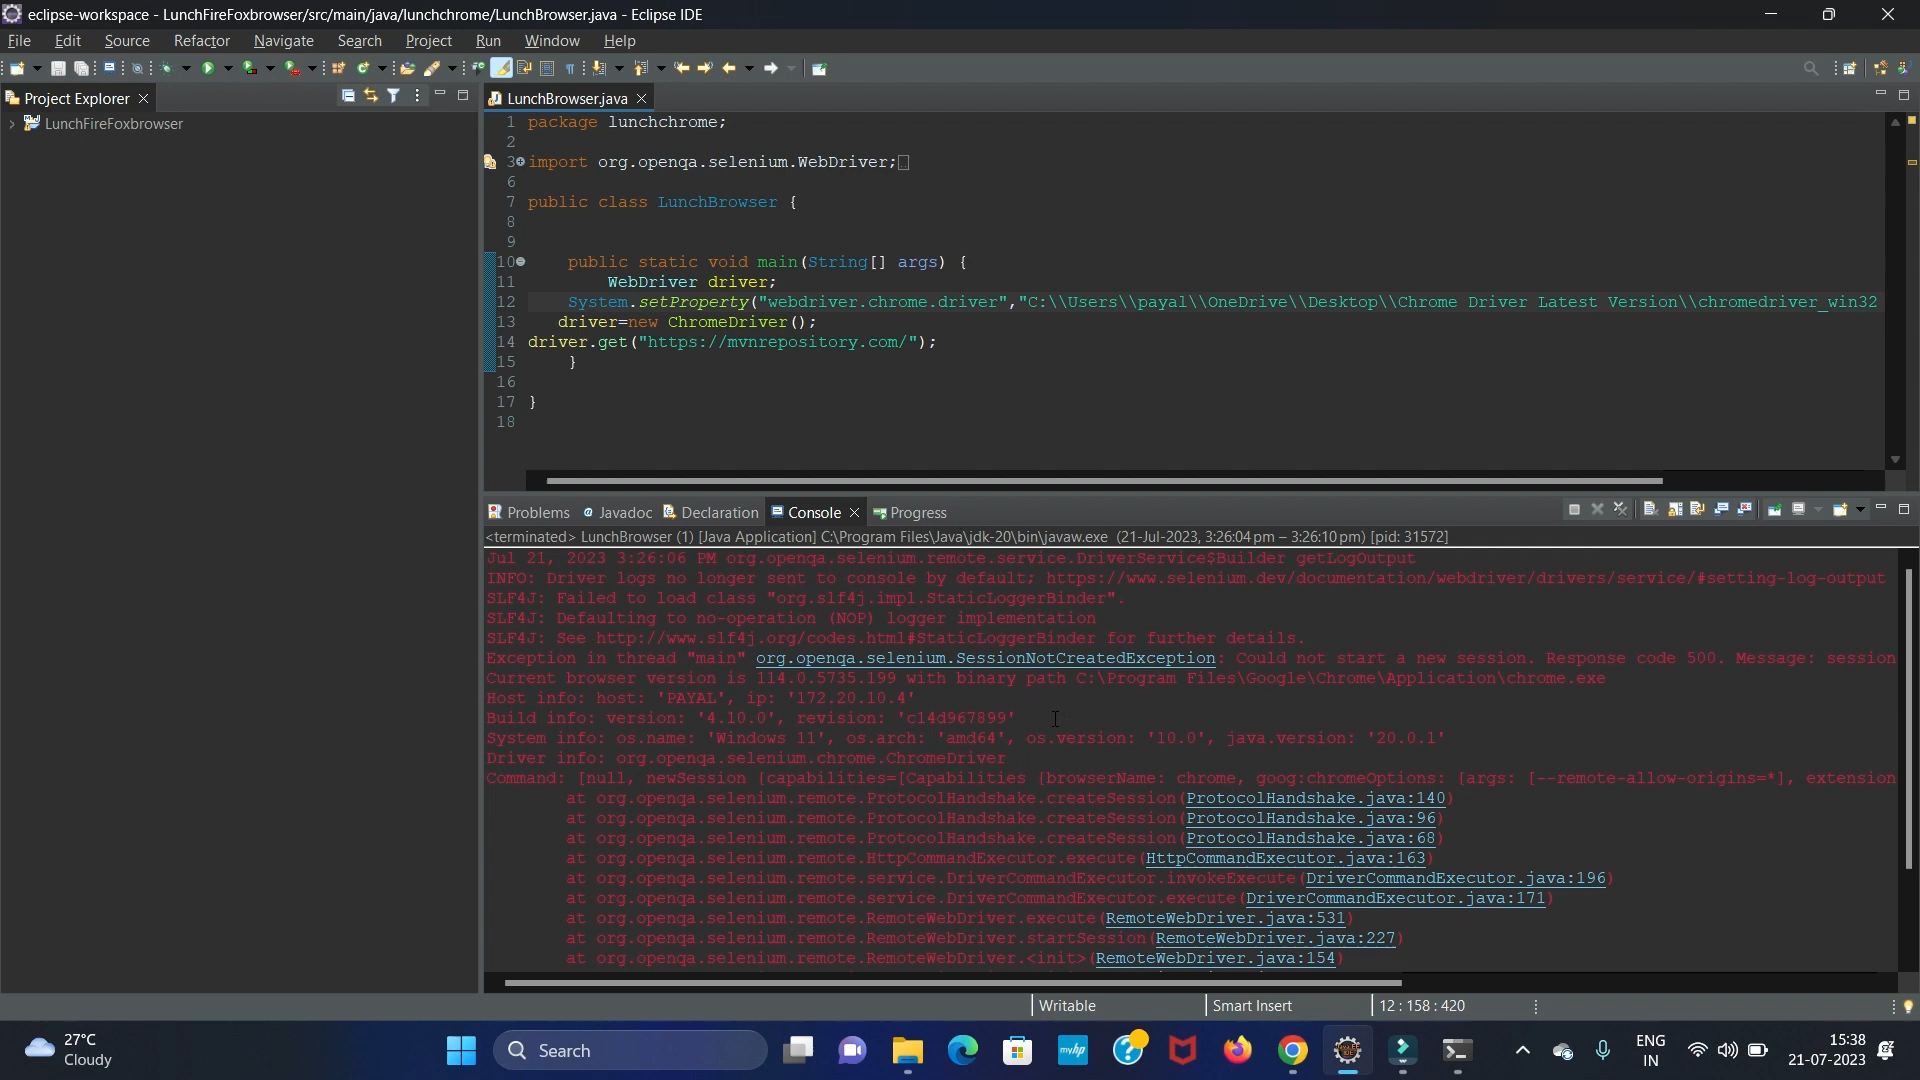 eclipse-workspace - LunchFireFoxbrowser/src/main/java/lunchchrome/LunchBrowser.java - Eclipse IDE
File Edit Source Refactor Navigate Search Project Run Window Help
Project Explorer
LunchBrowser.java
LunchFireFoxbrowser
1 package lunchchrome;
2
3 import org.openqa.selenium.WebDriver;
6
7 public class LunchBrowser {
8
9
10 public static void main(String[] args) {
11 WebDriver driver;
12 System.setProperty("webdriver.chrome.driver","C:\\Users\\payal\\OneDrive\\Desktop\\Chrome Driver Latest Version\\chromedriver_win32
13 driver=new ChromeDriver();
14 driver.get("https://mvnrepository.com/");
15 }
16
17 }
18
Problems Javadoc Declaration Console Progress
<terminated> LunchBrowser (1) [Java Application] C:\Program Files\Java\jdk-20\bin\javaw.exe (21-Jul-2023, 3:26:04 pm – 3:26:10 pm) [pid: 31572]
Jul 21, 2023 3:26:06 PM org.openqa.selenium.remote.service.DriverService$Builder getLogOutput
INFO: Driver logs no longer sent to console by default; https://www.selenium.dev/documentation/webdriver/drivers/service/#setting-log-output
SLF4J: Failed to load class "org.slf4j.impl.StaticLoggerBinder".
SLF4J: Defaulting to no-operation (NOP) logger implementation
SLF4J: See http://www.slf4j.org/codes.html#StaticLoggerBinder for further details.
Exception in thread "main" org.openqa.selenium.SessionNotCreatedException: Could not start a new session. Response code 500. Message: session
Current browser version is 114.0.5735.199 with binary path C:\Program Files\Google\Chrome\Application\chrome.exe
Host info: host: 'PAYAL', ip: '172.20.10.4'
Build info: version: '4.10.0', revision: 'c14d967899'
System info: os.name: 'Windows 11', os.arch: 'amd64', os.version: '10.0', java.version: '20.0.1'
Driver info: org.openqa.selenium.chrome.ChromeDriver
Command: [null, newSession {capabilities=[Capabilities {browserName: chrome, goog:chromeOptions: {args: [--remote-allow-origins=*], extension
at org.openqa.selenium.remote.ProtocolHandshake.createSession(ProtocolHandshake.java:140)
at org.openqa.selenium.remote.ProtocolHandshake.createSession(ProtocolHandshake.java:96)
at org.openqa.selenium.remote.ProtocolHandshake.createSession(ProtocolHandshake.java:68)
at org.openqa.selenium.remote.HttpCommandExecutor.execute(HttpCommandExecutor.java:163)
at org.openqa.selenium.remote.service.DriverCommandExecutor.invokeExecute(DriverCommandExecutor.java:196)
at org.openqa.selenium.remote.service.DriverCommandExecutor.execute(DriverCommandExecutor.java:171)
at org.openqa.selenium.remote.RemoteWebDriver.execute(RemoteWebDriver.java:531)
at org.openqa.selenium.remote.RemoteWebDriver.startSession(RemoteWebDriver.java:227)
at org.openqa.selenium.remote.RemoteWebDriver.<init>(RemoteWebDriver.java:154)
Writable Smart Insert 12 : 158 : 420
27°C
Cloudy
Search
myhp
ENG
IN
15:38
21-07-2023